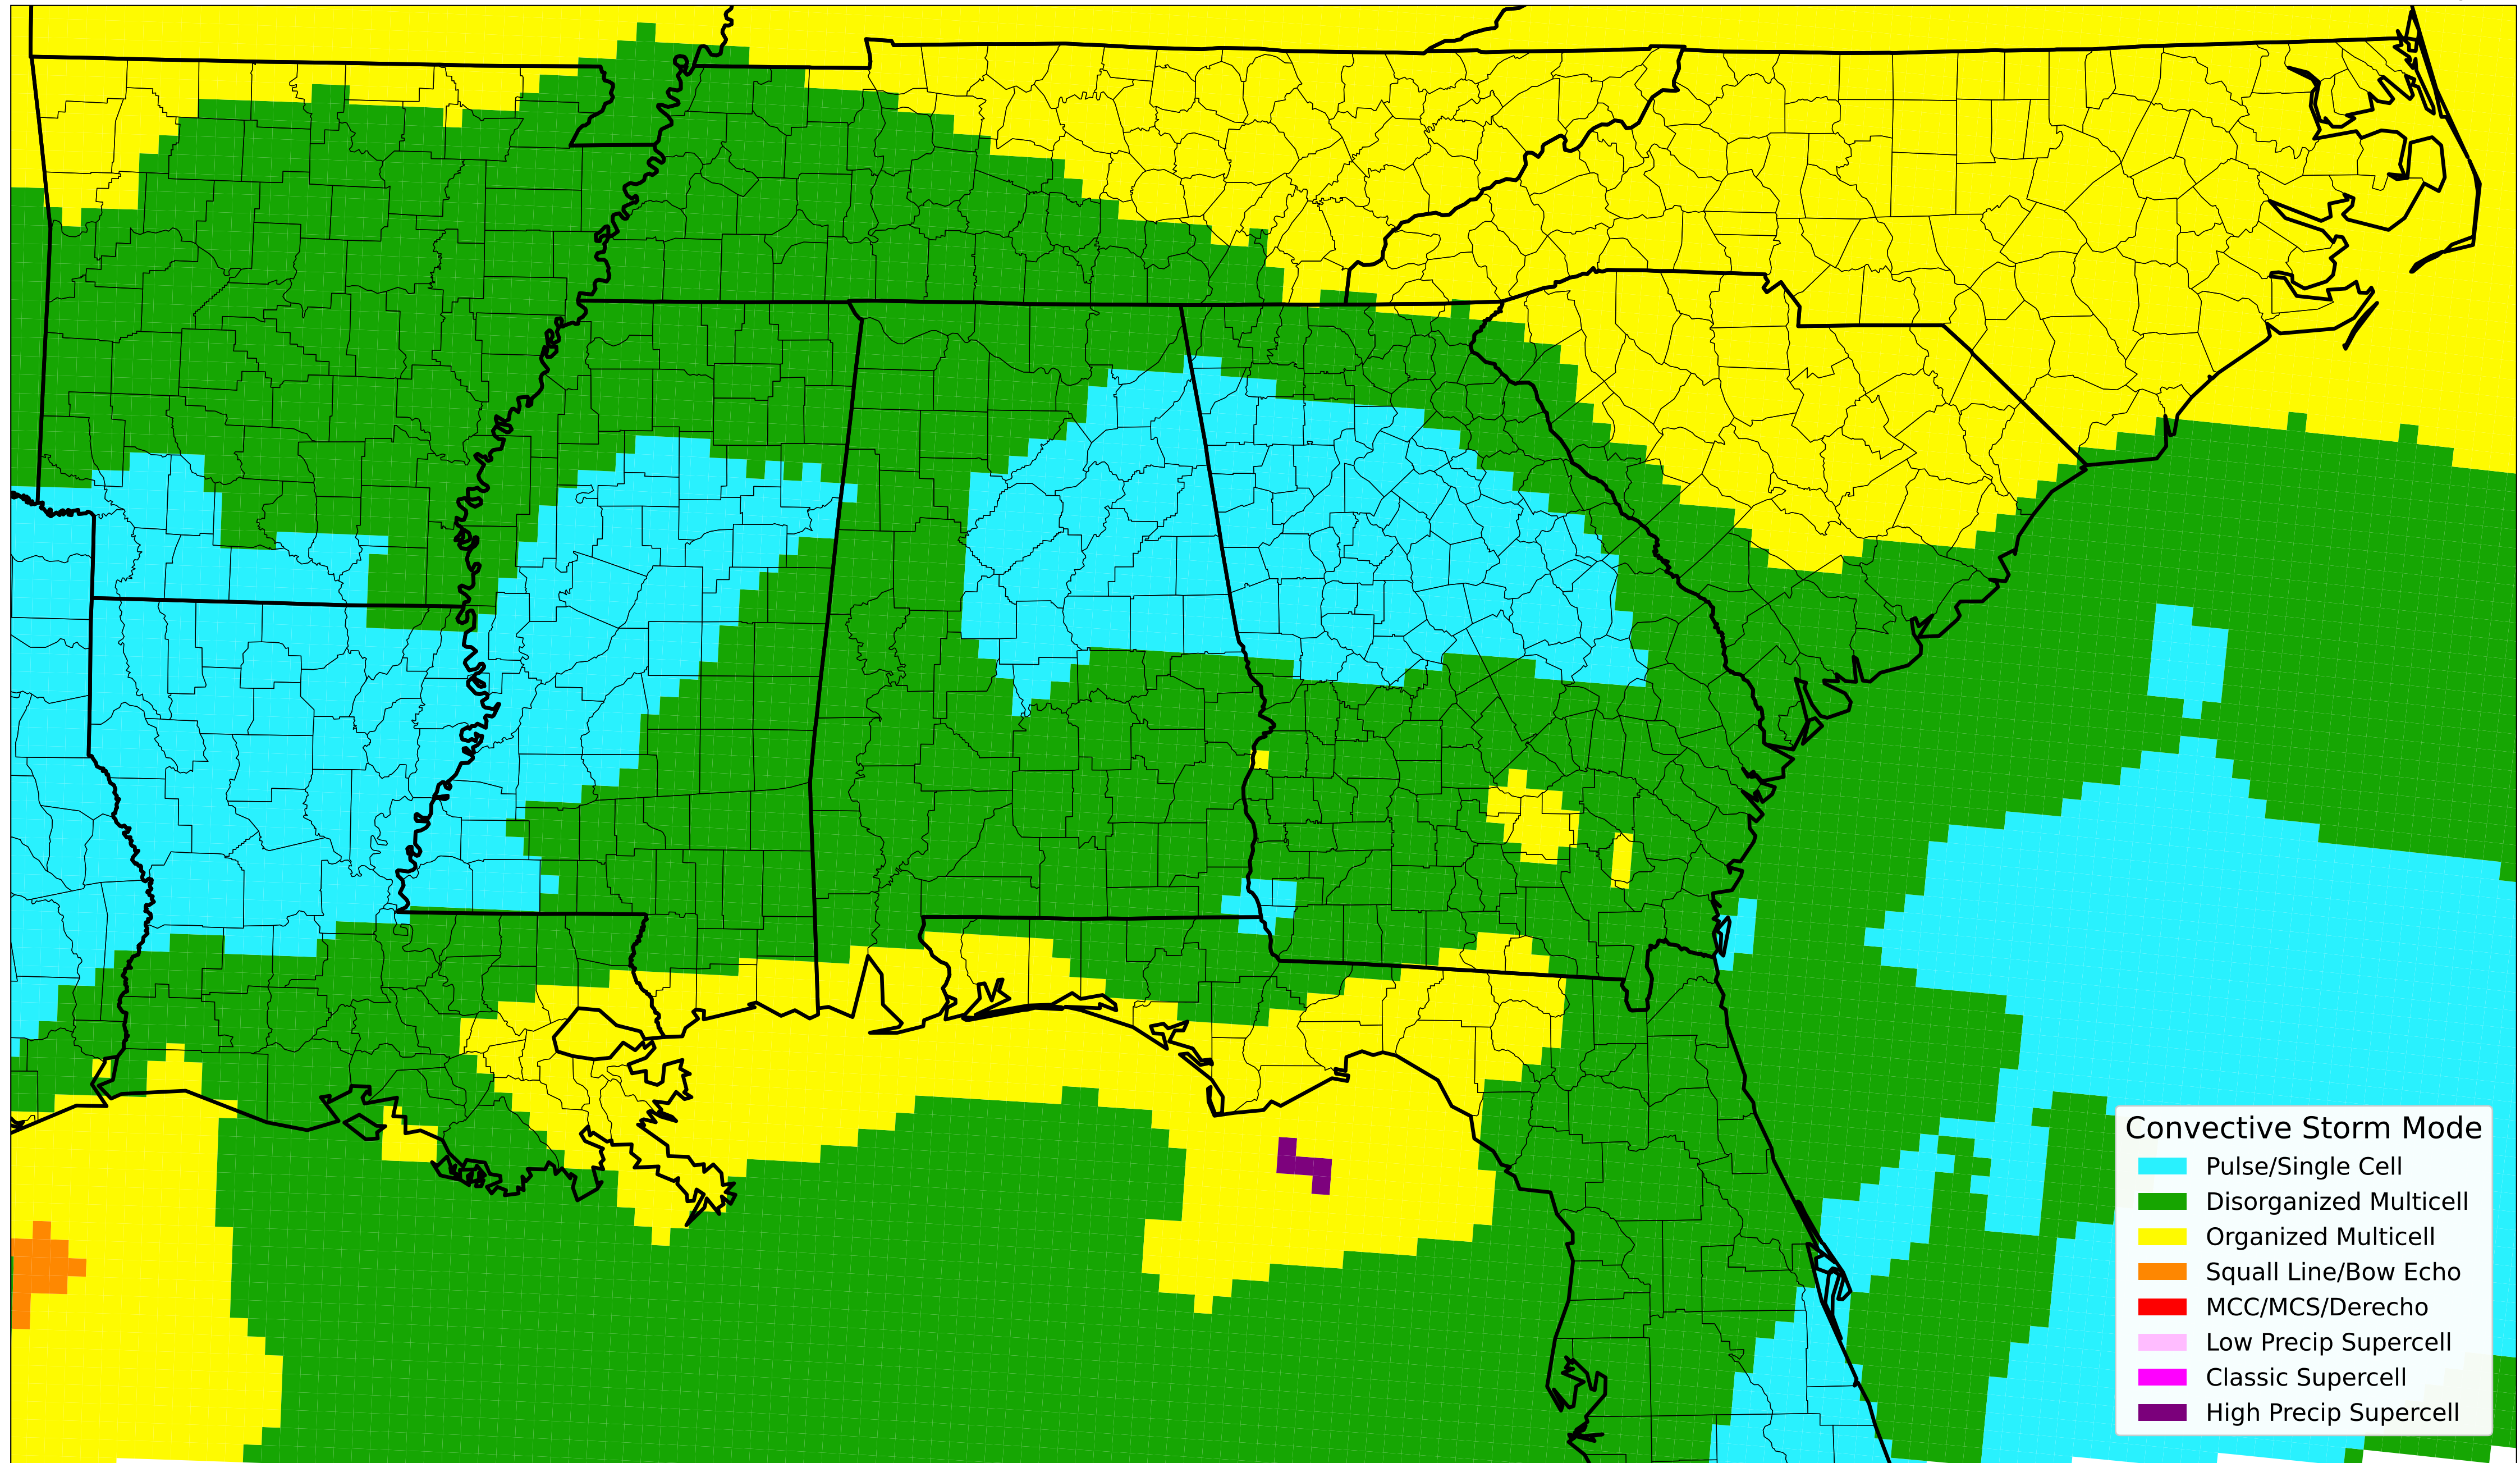 Convective Storm Mode
Pulse/Single Cell
Disorganized Multicell
Organized Multicell
Squall Line/Bow Echo
MCC/MCS/Derecho
Low Precip Supercell
Classic Supercell
High Precip Supercell